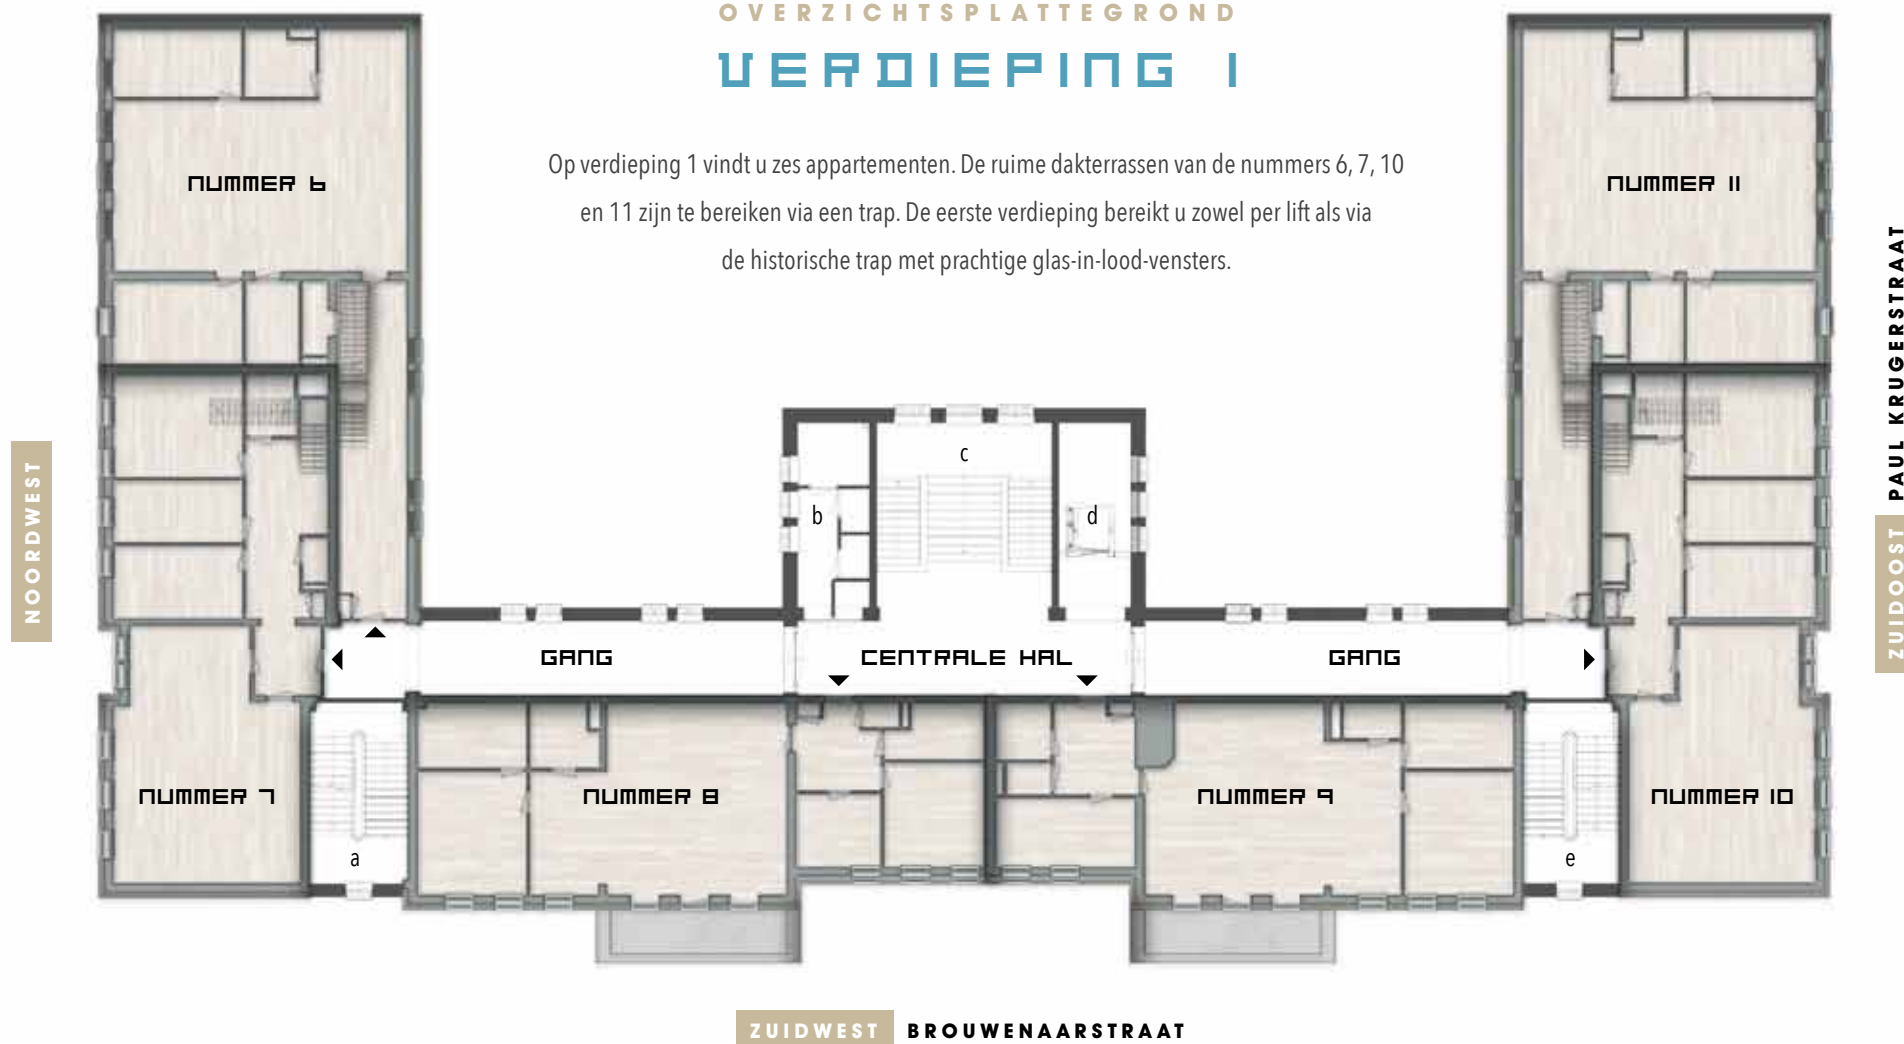 OVERZICHTSPLATTEGROND
VERDIEPING 1
Op verdieping 1 vindt u zes appartementen. De ruime dakterrassen van de nummers 6, 7, 10
en 11 zijn te bereiken via een trap. De eerste verdieping bereikt u zowel per lift als via
de historische trap met prachtige glas-in-lood-vensters.
NUMMER 6
NUMMER 11
NOORDWEST
ZUIDOOST PAUL KRUGERSTRAAT
c
b
d
GANG
CENTRALE HAL
GANG
NUMMER 7
NUMMER 8
NUMMER 9
NUMMER 10
a
e
ZUIDWEST BROUWENAARSTRAAT